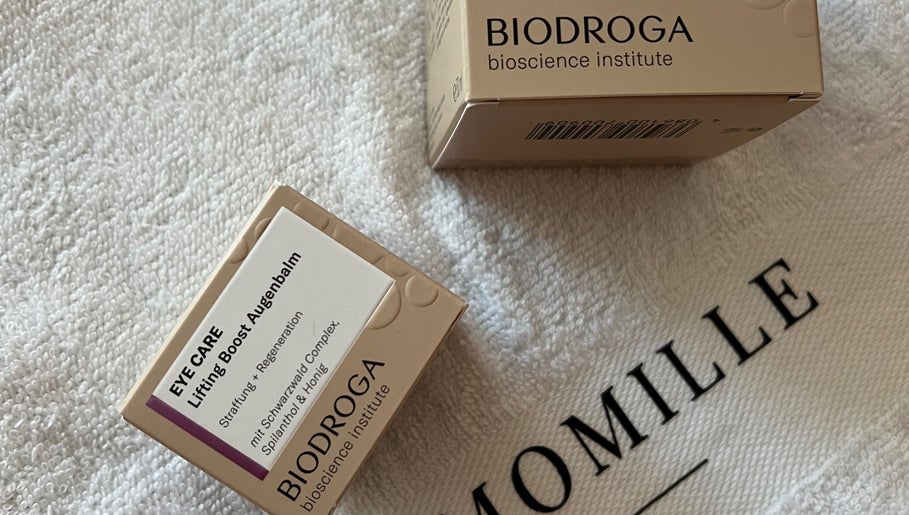 BIODROGA
bioscience institute
EYE CARE
Lifting Boost Augenbalm
Straffung + Regeneration
mit Schwarzwald Complex,
Spilanthol & Honig
BIODROGA
bioscience institute
MOMILLE